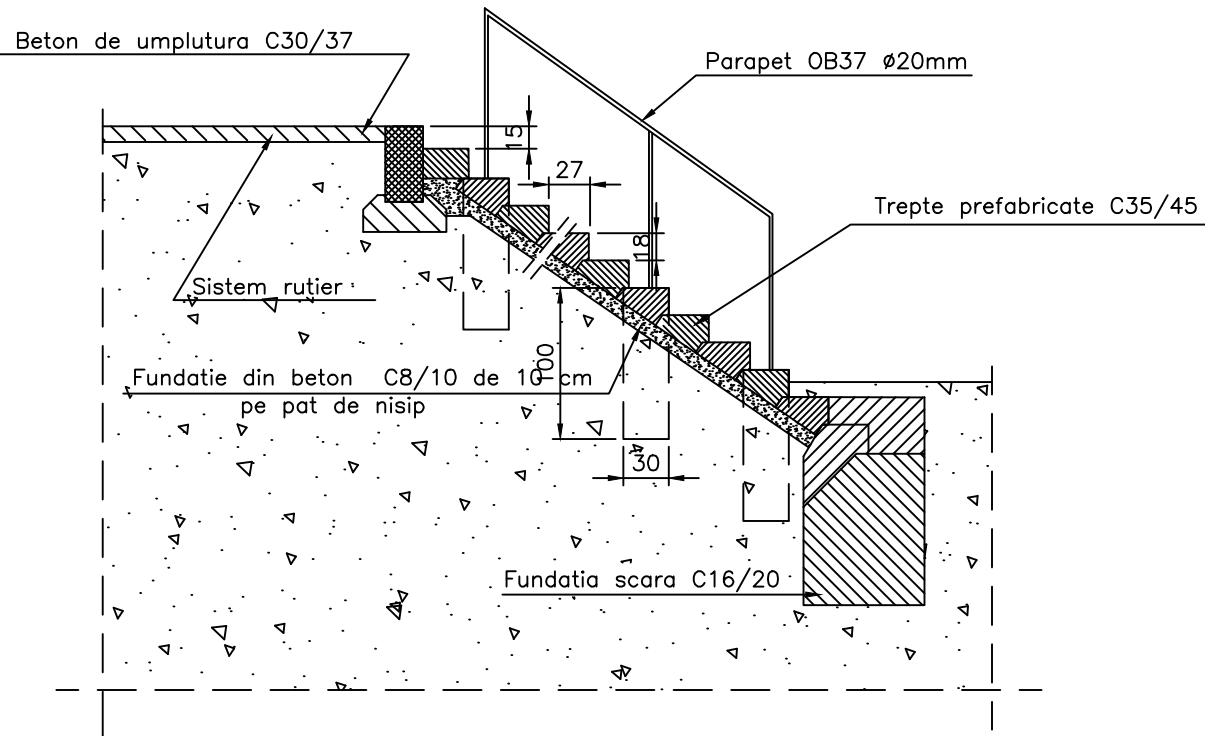 Beton de umplutura C30/37
Parapet OB37 ø20mm
15
27
Trepte prefabricate C35/45
18
Sistem rutier
100
Fundatie din beton C8/10 de 10 cm
pe pat de nisip
30
Fundatia scara C16/20